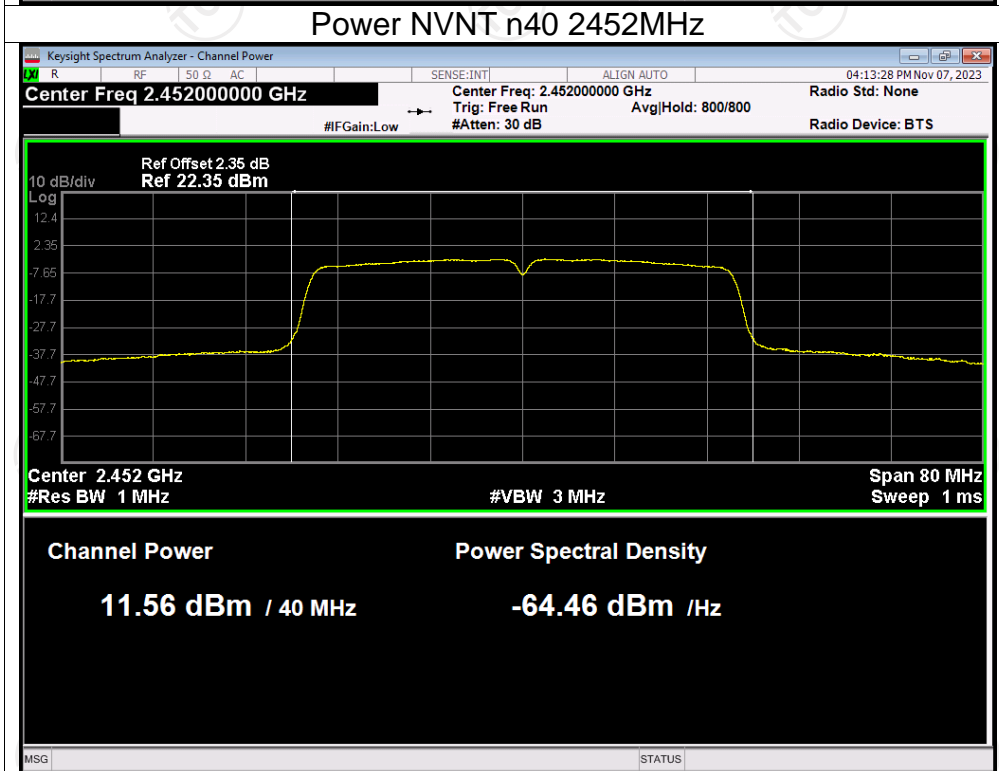 Power NVNT n40 2452MHz
Keysight Spectrum Analyzer - Channel Power
LXI R RF 50 Ω AC SENSE:INT ALIGN AUTO 04:13:28 PM Nov 07, 2023
Center Freq 2.452000000 GHz Center Freq: 2.452000000 GHz Radio Std: None
Trig: Free Run Avg|Hold: 800/800
#IFGain:Low #Atten: 30 dB Radio Device: BTS
Ref Offset 2.35 dB
10 dB/div Ref 22.35 dBm
Log
12.4
2.35
-7.65
-17.7
-27.7
-37.7
-47.7
-57.7
-67.7
Center 2.452 GHz Span 80 MHz
#Res BW 1 MHz #VBW 3 MHz Sweep 1 ms
Channel Power Power Spectral Density
11.56 dBm / 40 MHz -64.46 dBm /Hz
MSG STATUS